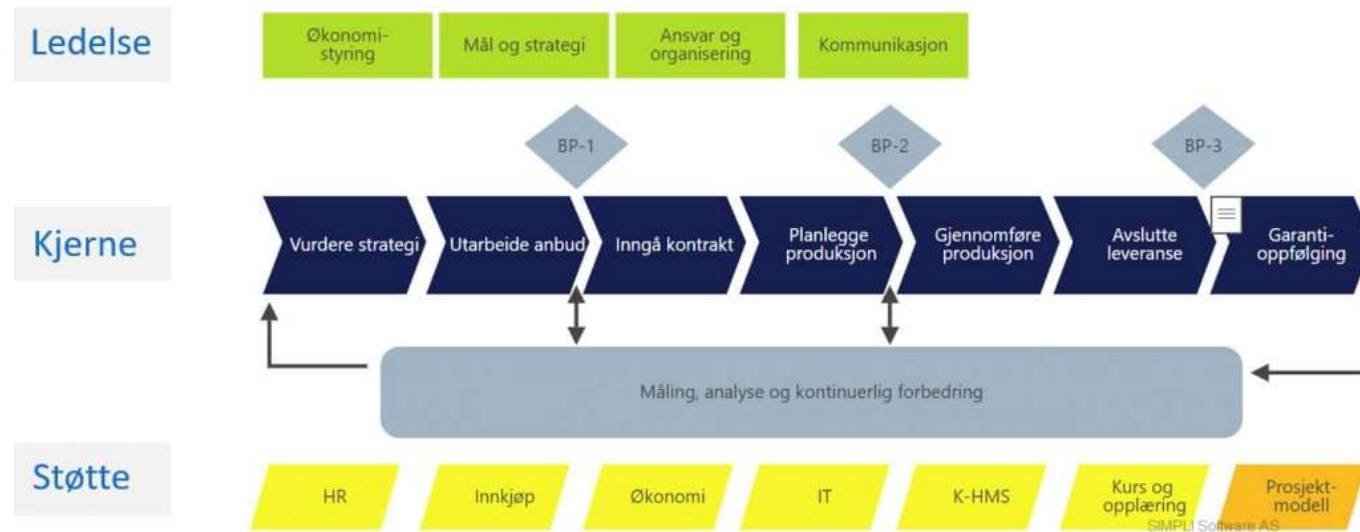 Ledelse
Økonomi-
styring
Mål og strategi
Ansvar og
organisering
Kommunikasjon
BP-1
BP-2
BP-3
Kjerne
Vurdere strategi
Utarbeide anbud
Inngå kontrakt
Planlegge
produksjon
Gjennomføre
produksjon
Avslutte
leveranse
Garanti-
oppfølging
Måling, analyse og kontinuerlig forbedring
Støtte
HR
Innkjøp
Økonomi
IT
K-HMS
Kurs og
opplæring
Prosjekt-
modell
SIMPLI Software AS